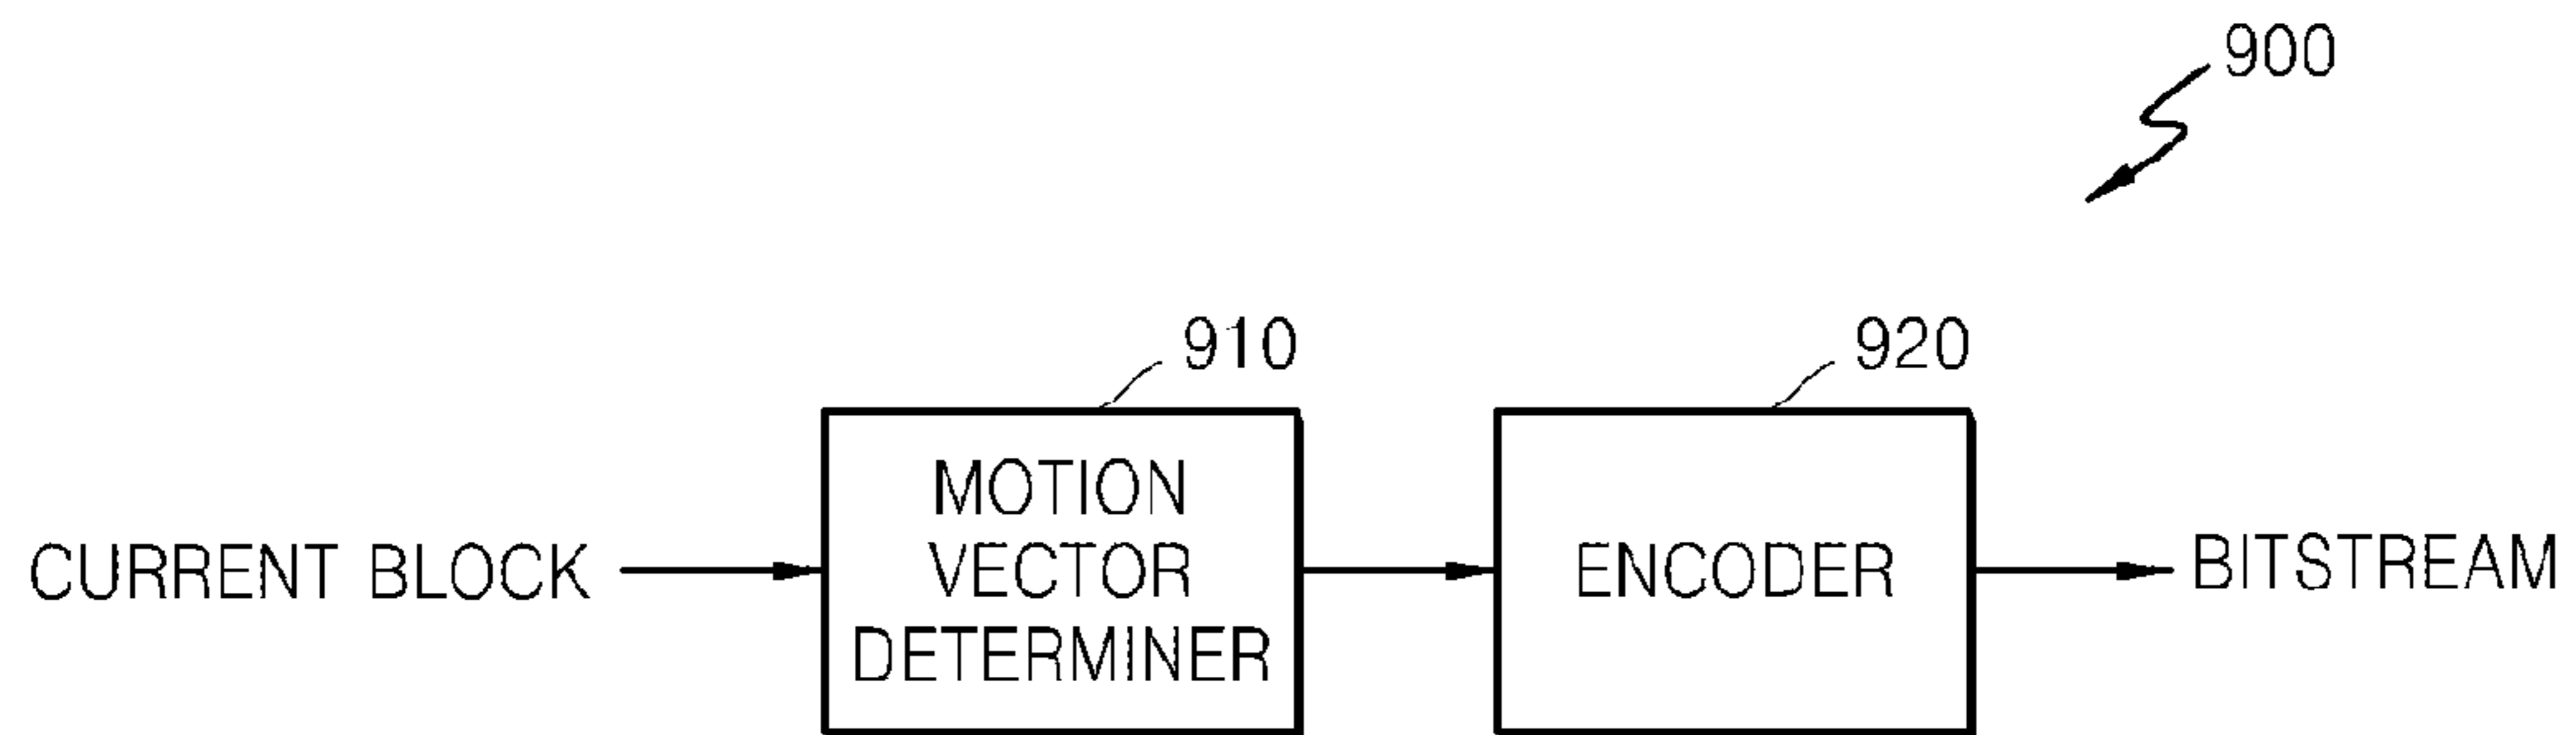 900
910
920
CURRENT BLOCK
MOTION
VECTOR
DETERMINER
ENCODER
BITSTREAM